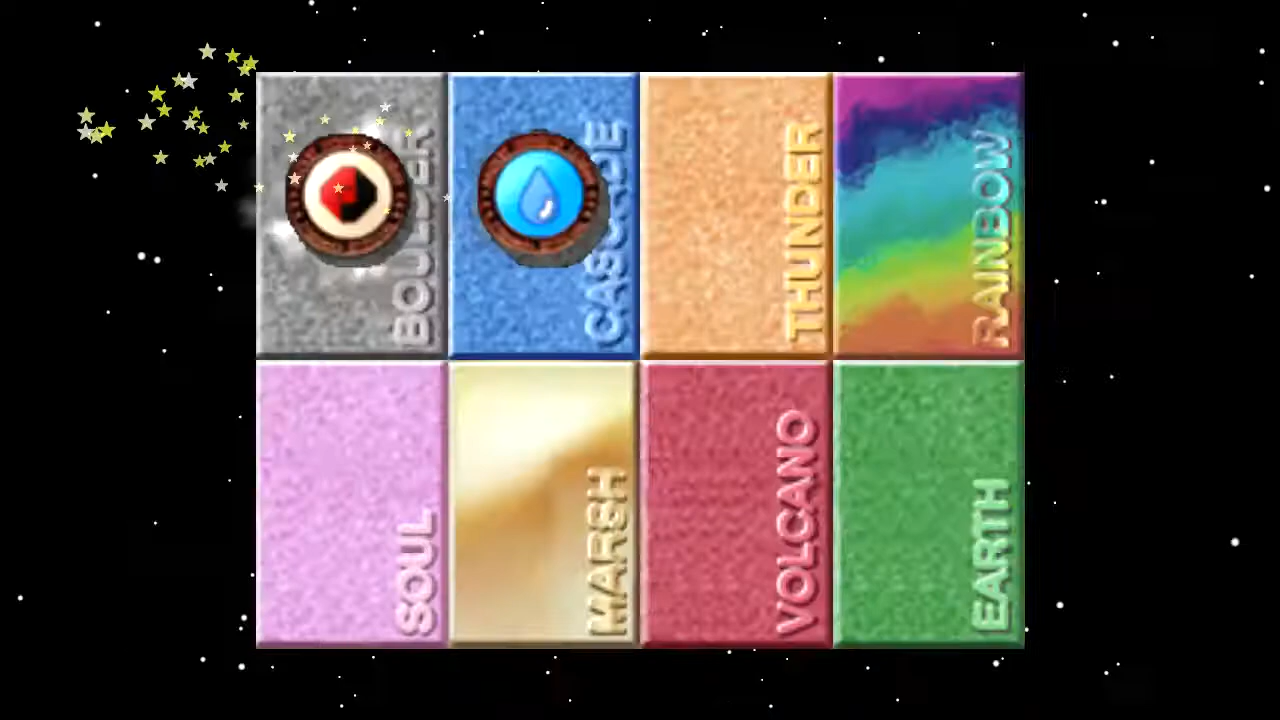 BOULDER
CASCADE
THUNDER
RAINBOW
SOUL
MARSH
VOLCANO
EARTH